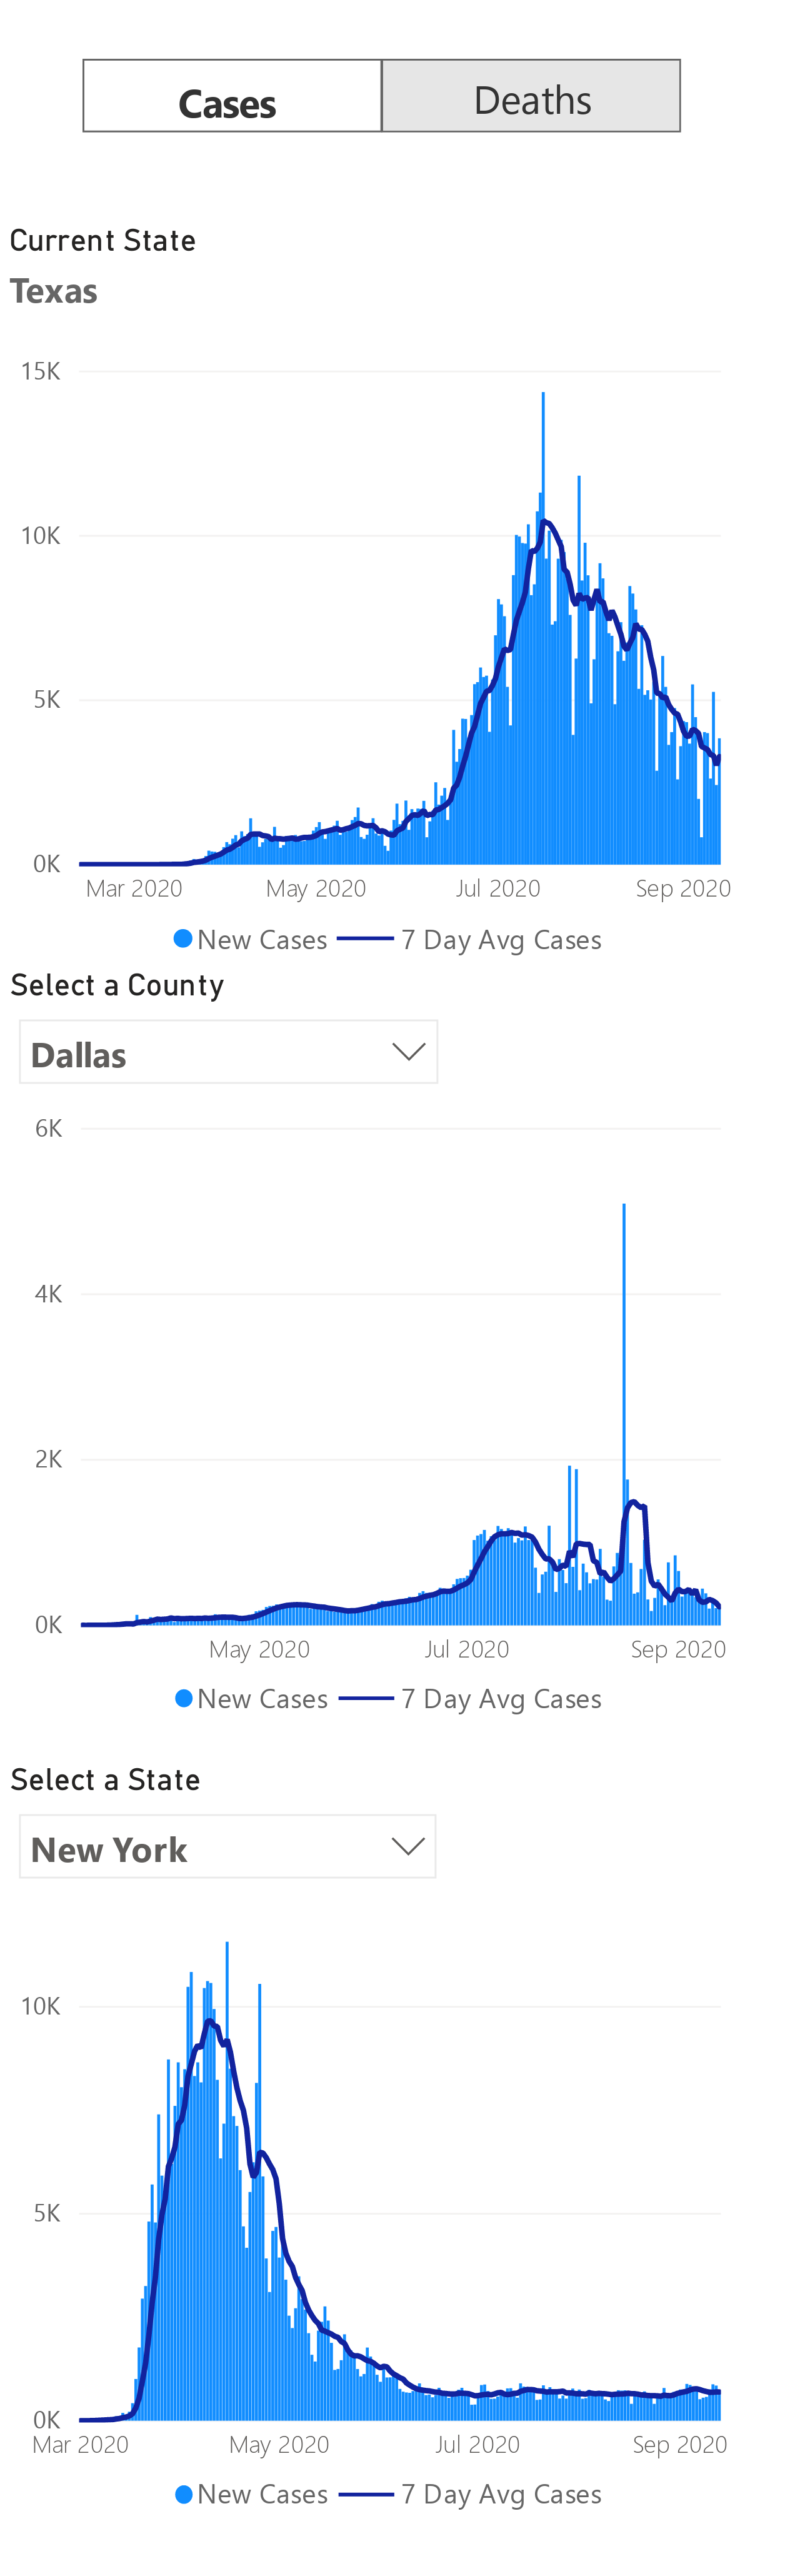 Cases Deaths
Current State
Texas
15K
10K
5K
0K
Mar 2020 May 2020 Jul 2020 Sep 2020
New Cases 7 Day Avg Cases
Select a County
Dallas
6K
4K
2K
0K
May 2020 Jul 2020 Sep 2020
New Cases 7 Day Avg Cases
Select a State
New York
10K
5K
0K
Mar 2020 May 2020 Jul 2020 Sep 2020
New Cases 7 Day Avg Cases